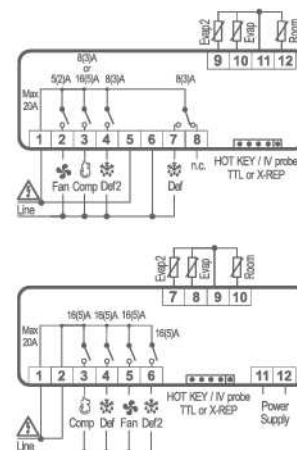 Evap2 Evap Room
9 10 11 12
8(3)A
or
5(2)A 16(5)A 8(3)A 8(3)A
Max
20A
1 2 3 4 5 6 7 8
n.c.
HOT KEY / IV probe
TTL or X-REP
Fan Comp Def2 Def
Line
Evap2 Evap Room
7 8 9 10
16(5)A 16(5)A 16(5)A
16(5)A
Max
20A
1 2 3 4 5 6 11 12
HOT KEY / IV probe
TTL or X-REP
Power
Supply
Comp Def Fan Def2
Line